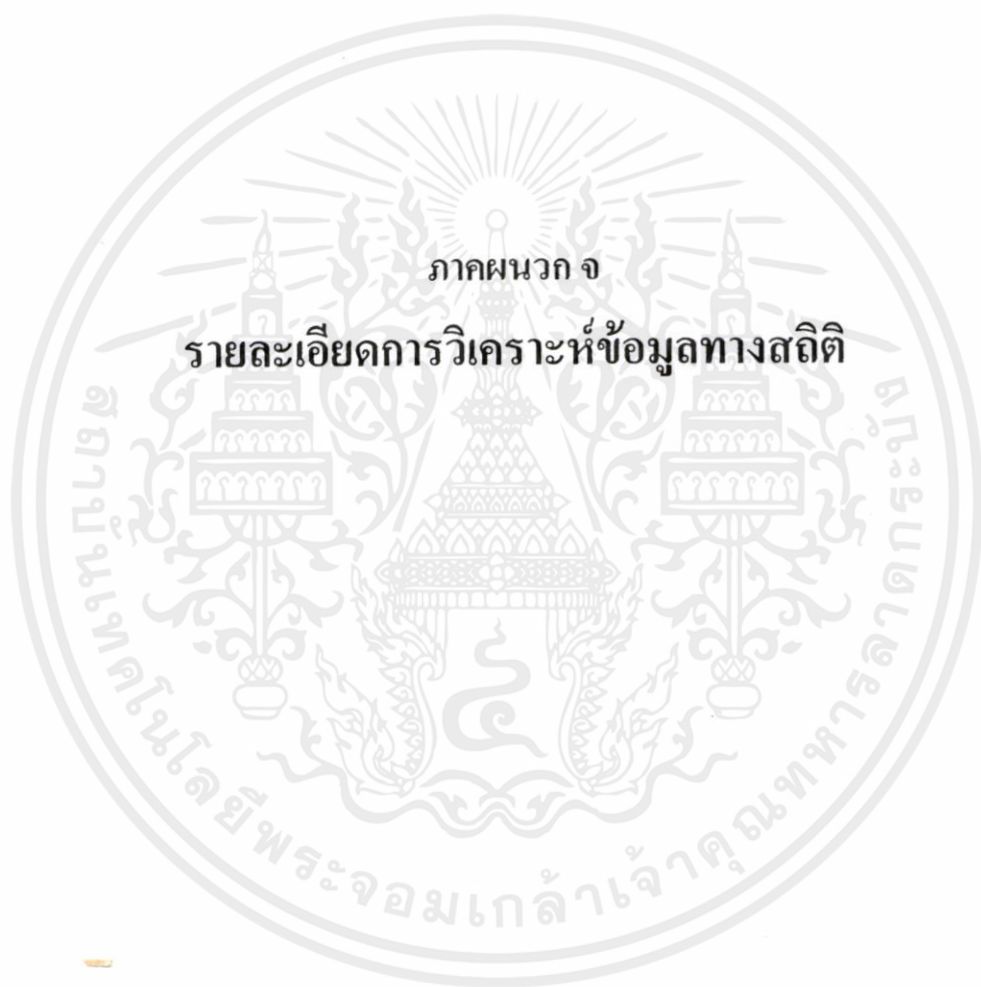 ภาคผนวก จ
รายละเอียดการวิเคราะห์ข้อมูลทางสถิติ
สถาบันเทคโนโลยีพระจอมเกล้าเจ้าคุณทหารลาดกระบัง
๔